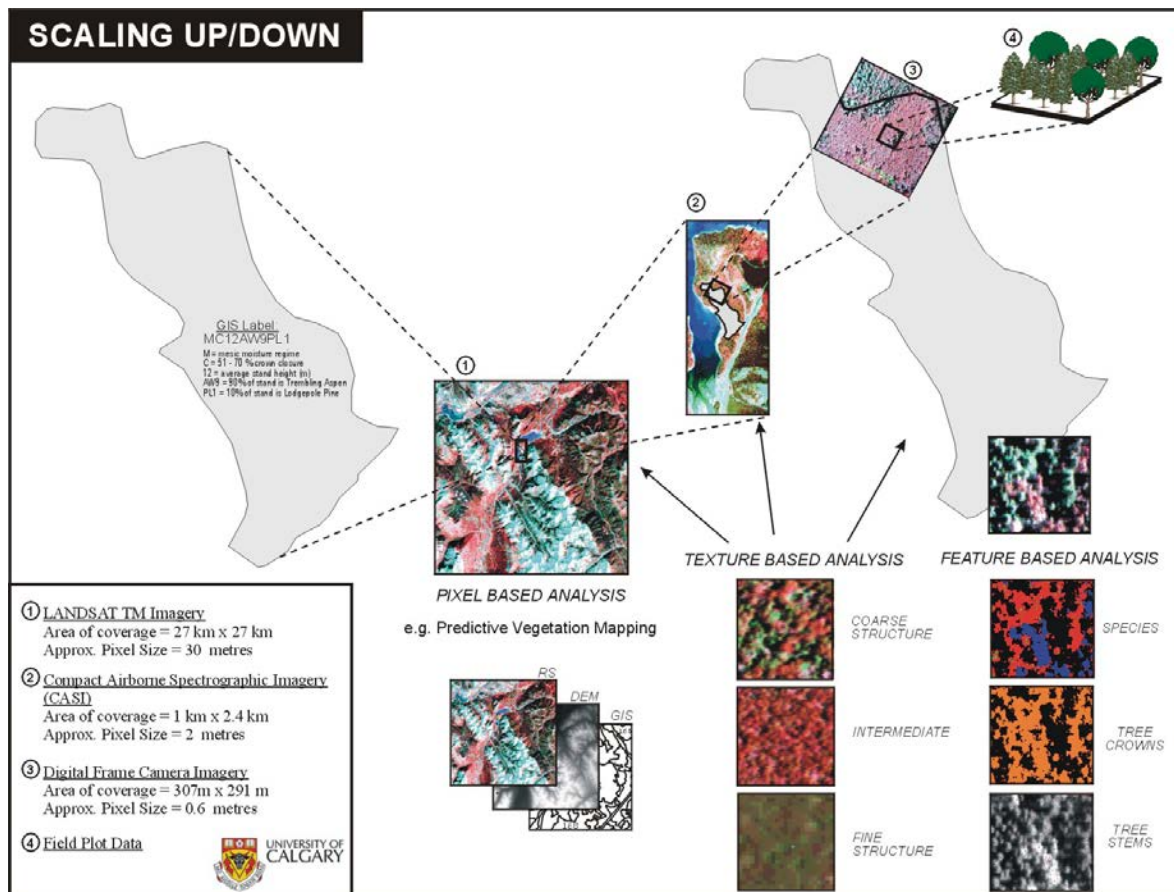 SCALING UP/DOWN
4
3
2
GIS Label:
MC12AW9PL1
M = mesic moisture regime
C = 51 - 70 % crown closure
12 = average stand height (m)
AW9 = 90% of stand is Trembling Aspen
PL1 = 10% of stand is Lodgepole Pine
1
TEXTURE BASED ANALYSIS
FEATURE BASED ANALYSIS
PIXEL BASED ANALYSIS
e.g. Predictive Vegetation Mapping
RS
DEM
GIS
COARSE
STRUCTURE
INTERMEDIATE
FINE
STRUCTURE
SPECIES
TREE
CROWNS
TREE
STEMS
1 LANDSAT TM Imagery
Area of coverage = 27 km x 27 km
Approx. Pixel Size = 30 metres
2 Compact Airborne Spectrographic Imagery
(CASI)
Area of coverage = 1 km x 2.4 km
Approx. Pixel Size = 2 metres
3 Digital Frame Camera Imagery
Area of coverage = 307m x 291 m
Approx. Pixel Size = 0.6 metres
4 Field Plot Data
UNIVERSITY OF
CALGARY